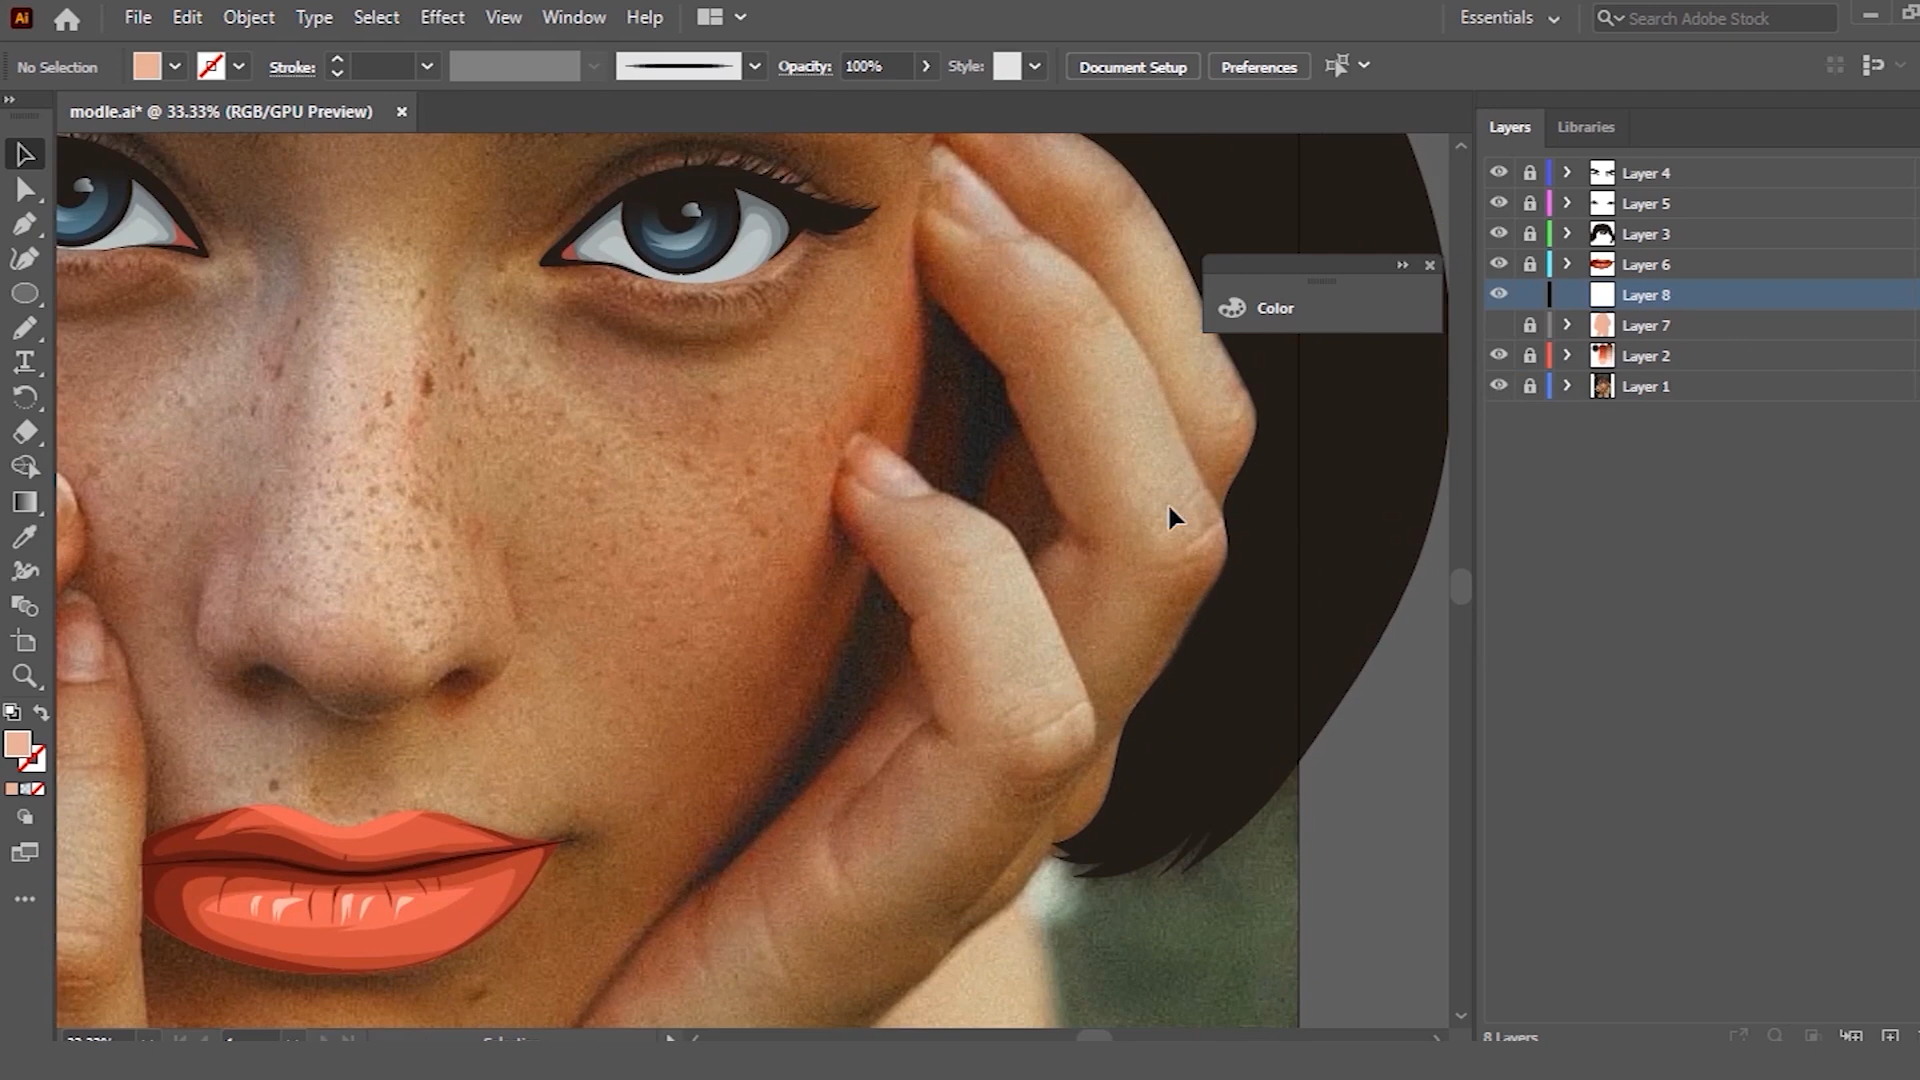 Ai File Edit Object Type Select Effect View Window Help Essentials Search Adobe Stock
No Selection Stroke: Opacity: 100% Style: Document Setup Preferences
modle.ai* @ 33.33% (RGB/GPU Preview)
Layers Libraries
Layer 4
Layer 5
Layer 3
Layer 6
Layer 8
Layer 7
Layer 2
Layer 1
Color
8 Layers